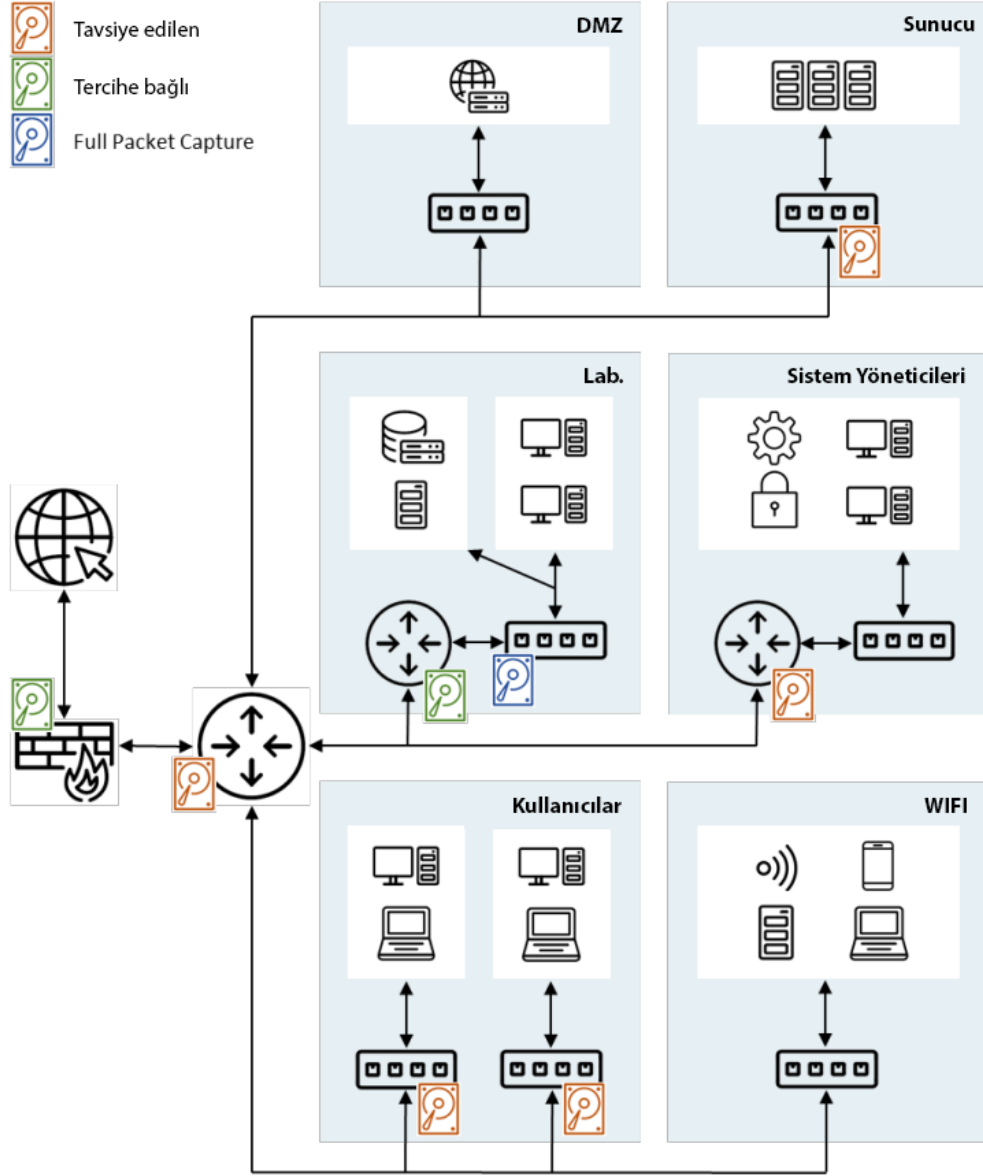 Tavsiye edilen
Tercihe bağlı
Full Packet Capture
DMZ
Sunucu
Lab.
Sistem Yöneticileri
Kullanıcılar
WIFI